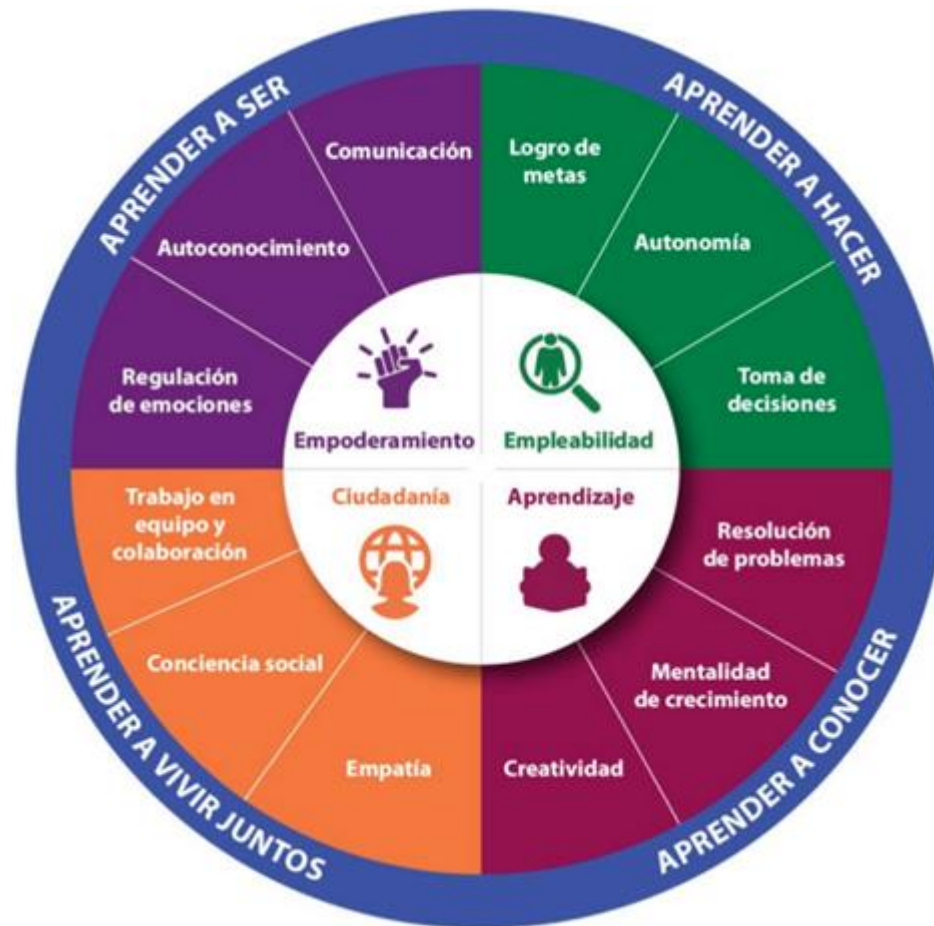 APRENDER A SER
Comunicación
Autoconocimiento
Regulación
de emociones
Empoderamiento
APRENDER A HACER
Logro de
metas
Autonomía
Toma de
decisiones
Empleabilidad
APRENDER A VIVIR JUNTOS
Ciudadanía
Trabajo en
equipo y
colaboración
Conciencia social
Empatía
APRENDER A CONOCER
Aprendizaje
Resolución
de problemas
Mentalidad
de crecimiento
Creatividad